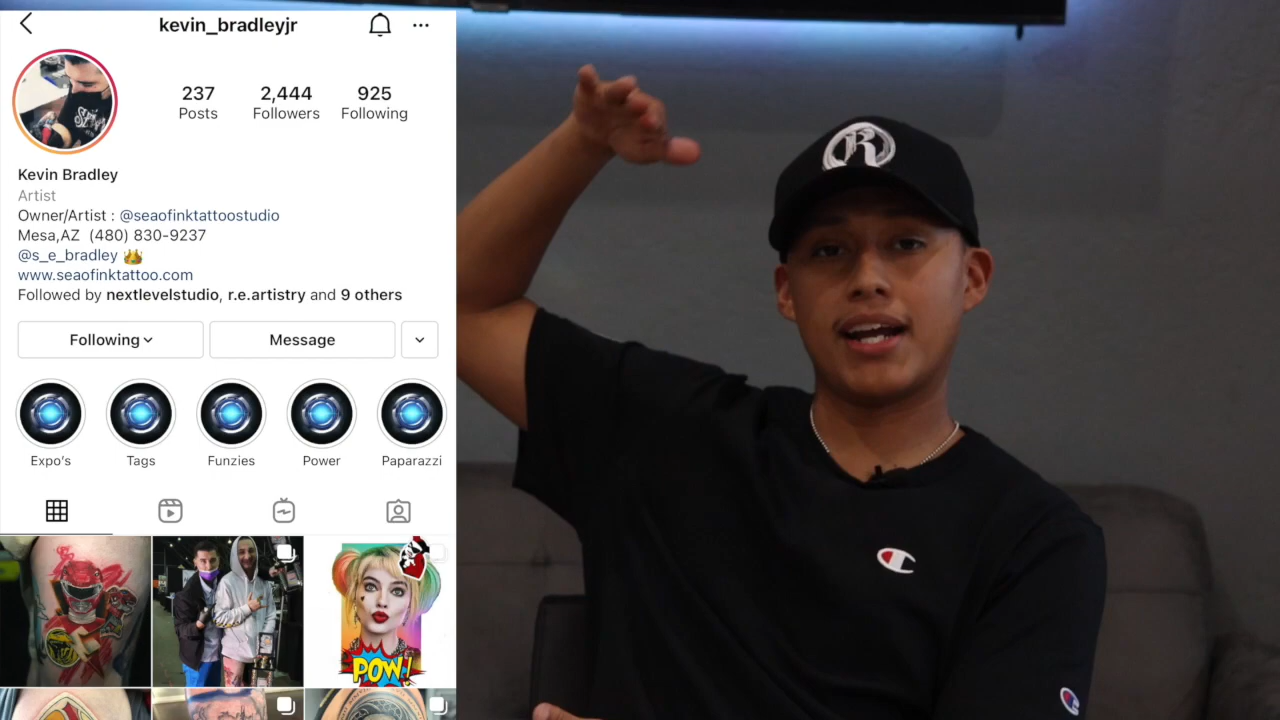 kevin_bradleyjr
237
2,444
925
Posts
Followers
Following
Kevin Bradley
Artist
Owner/Artist : @seaofinktattoostudio
Mesa,AZ (480) 830-9237
@s_e_bradley
www.seaofinktattoo.com
Followed by nextlevelstudio, r.e.artistry and 9 others
Following
Message
Expo's
Tags
Funzies
Power
Paparazzi
POW!
R